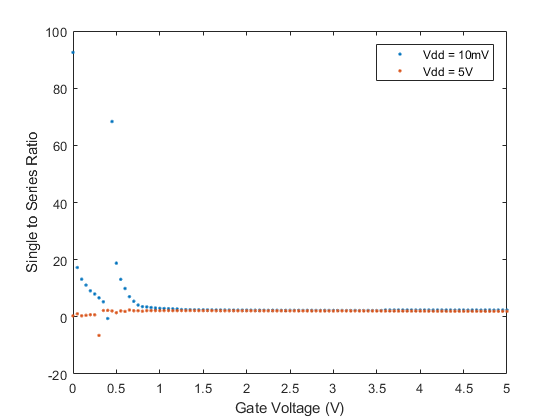 100
80
60
40
20
0
-20
0 0.5 1 1.5 2 2.5 3 3.5 4 4.5 5
Single to Series Ratio
Gate Voltage (V)
Vdd = 10mV
Vdd = 5V